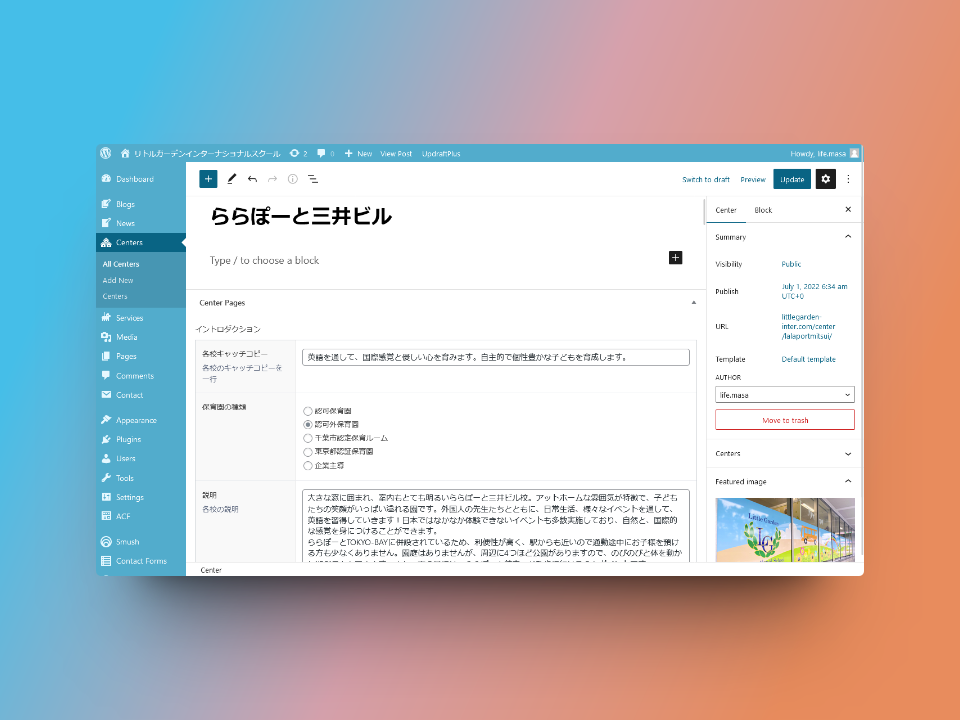 リトルガーデンインターナショナルスクール 2 0 New View Post UpdraftPlus Howdy, life.masa
Dashboard
Blogs
News
Centers
All Centers
Add New
Centers
Services
Media
Pages
Comments
Contact
Appearance
Plugins
Users
Tools
Settings
ACF
Smush
Contact Forms
Switch to draft Preview Update
ららぽーと三井ビル
Type / to choose a block
Center Pages
イントロダクション
各校キャッチコピー
各校のキャッチコピーを
一行
英語を通して、国際感覚と優しい心を育みます。自主的で個性豊かな子どもを育成します。
保育園の種類
認可保育園
認可外保育園
千葉市認定保育ルーム
東京都認証保育園
企業主導
説明
各校の説明
大きな窓に囲まれ、室内もとても明るいららぽーと三井ビル校。アットホームな雰囲気が特徴で、子ども
たちの笑顔がいっぱい溢れる園です。外国人の先生たちとともに、日常生活、様々なイベントを通して、
英語を習得していきます！日本ではなかなか体験できないイベントも多数実施しており、自然と、国際的
な感覚を身につけることができます。
ららぽーとTOKYO-BAYに併設されているため、利便性が高く、駅からも近いので通勤途中にお子様を預け
る方も少なくありません。園庭はありませんが、周辺に4つほど公園がありますので、のびのびと体を動か
Center
Center Block
Summary
Visibility Public
Publish July 1, 2022 6:34 am
UTC+0
URL littlegarden-
inter.com/center
/lalaportmitsui/
Template Default template
AUTHOR
life.masa
Move to trash
Centers
Featured image
Little Garden
LG